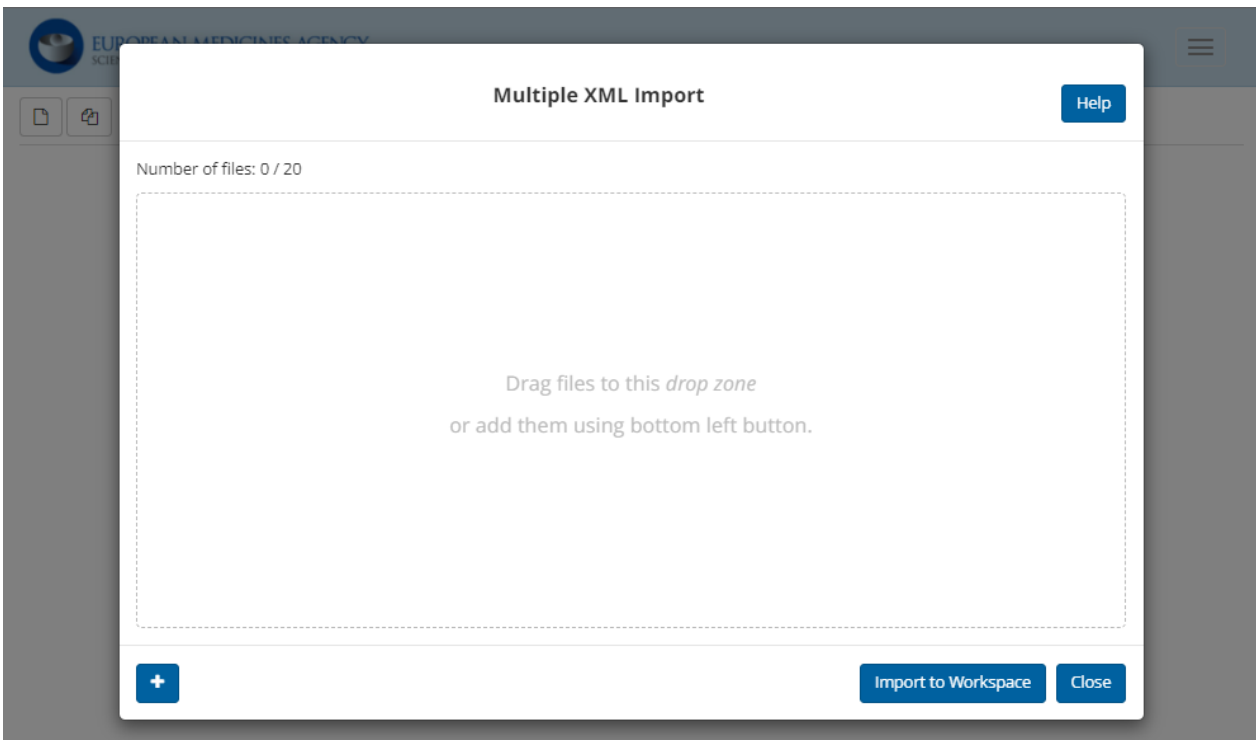 Multiple XML Import
Help
Number of files: 0 / 20
Drag files to this drop zone
or add them using bottom left button.
Import to Workspace
Close